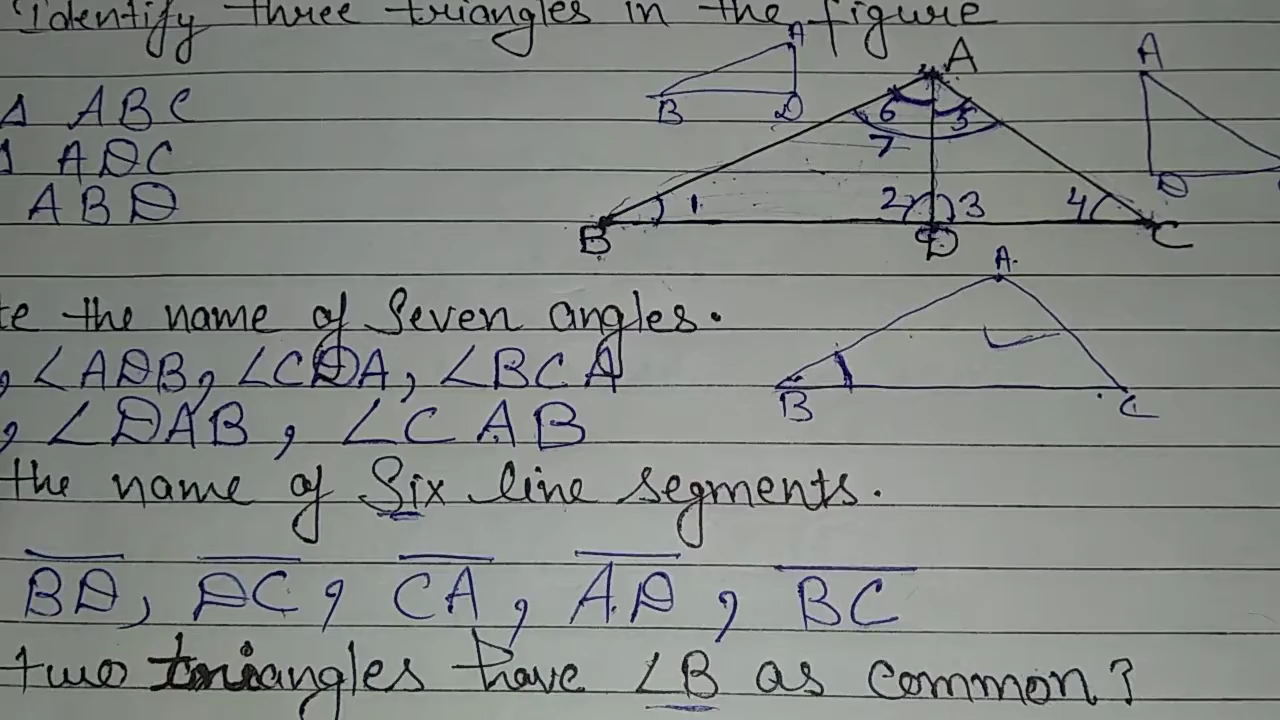 Identify three triangles in the figure
Δ ABC
ADC
ABD
A
B
D
A
6
5
7
1
2
3
4
B
D
C
A
D
A
B
C
te the name of Seven angles.
, ∠ADB, ∠CDA, ∠BCA
, ∠DAB, ∠CAB
the name of Six line segments.
BD, DC, CA, AD, BC
two triangles have ∠B as common?